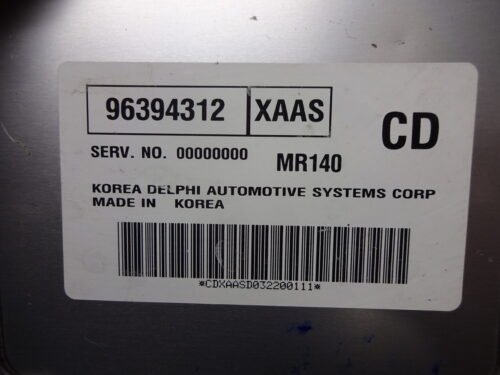 96394312 XAAS CD
SERV. NO. 00000000 MR140
KOREA DELPHI AUTOMOTIVE SYSTEMS CORP
MADE IN KOREA
*CDXAASD032200111*